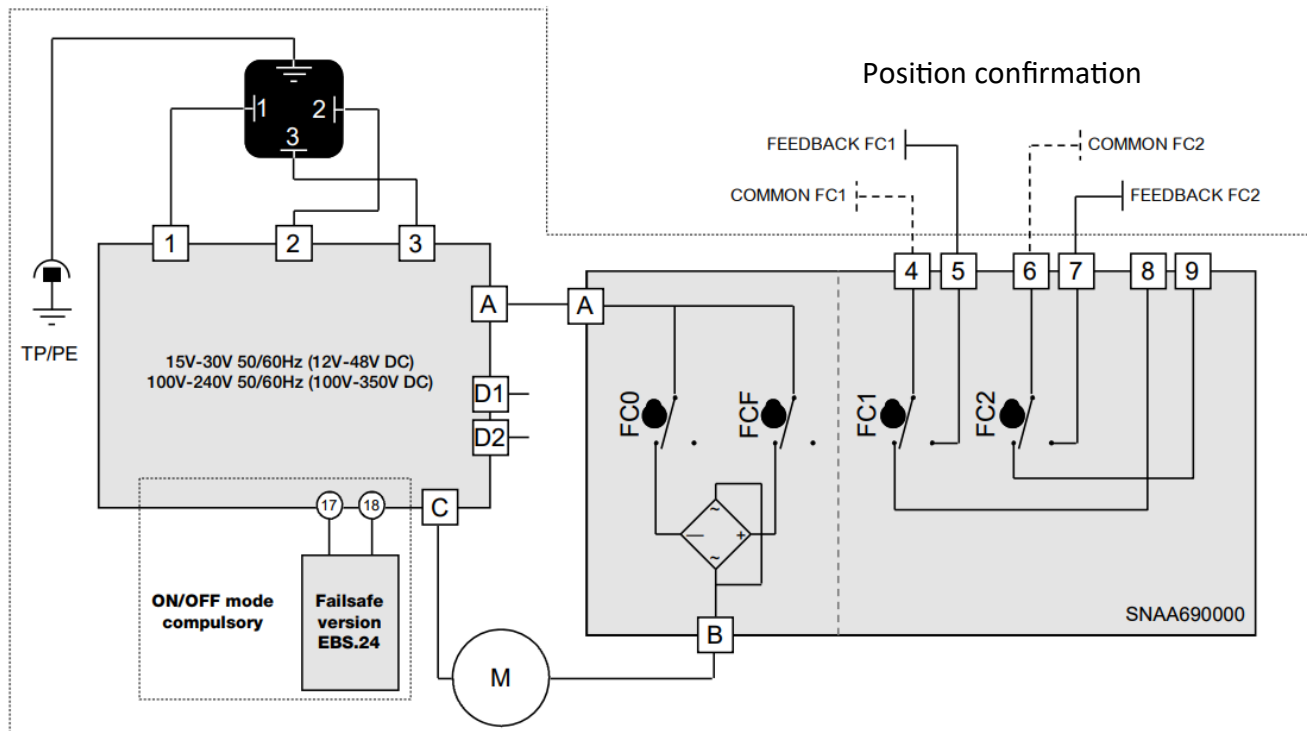 Position confirmation
1
2
3
FEEDBACK FC1
COMMON FC2
COMMON FC1
FEEDBACK FC2
1
2
3
4
5
6
7
8
9
A
A
TP/PE
15V-30V 50/60Hz (12V-48V DC)
100V-240V 50/60Hz (100V-350V DC)
D1
D2
FC0
FCF
FC1
FC2
17
18
C
~
— +
~
ON/OFF mode
compulsory
Failsafe
version
EBS.24
SNAA690000
B
M